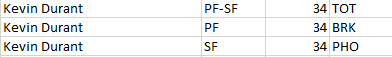 Kevin Durant PF-SF 34 TOT
Kevin Durant PF 34 BRK
Kevin Durant SF 34 PHO